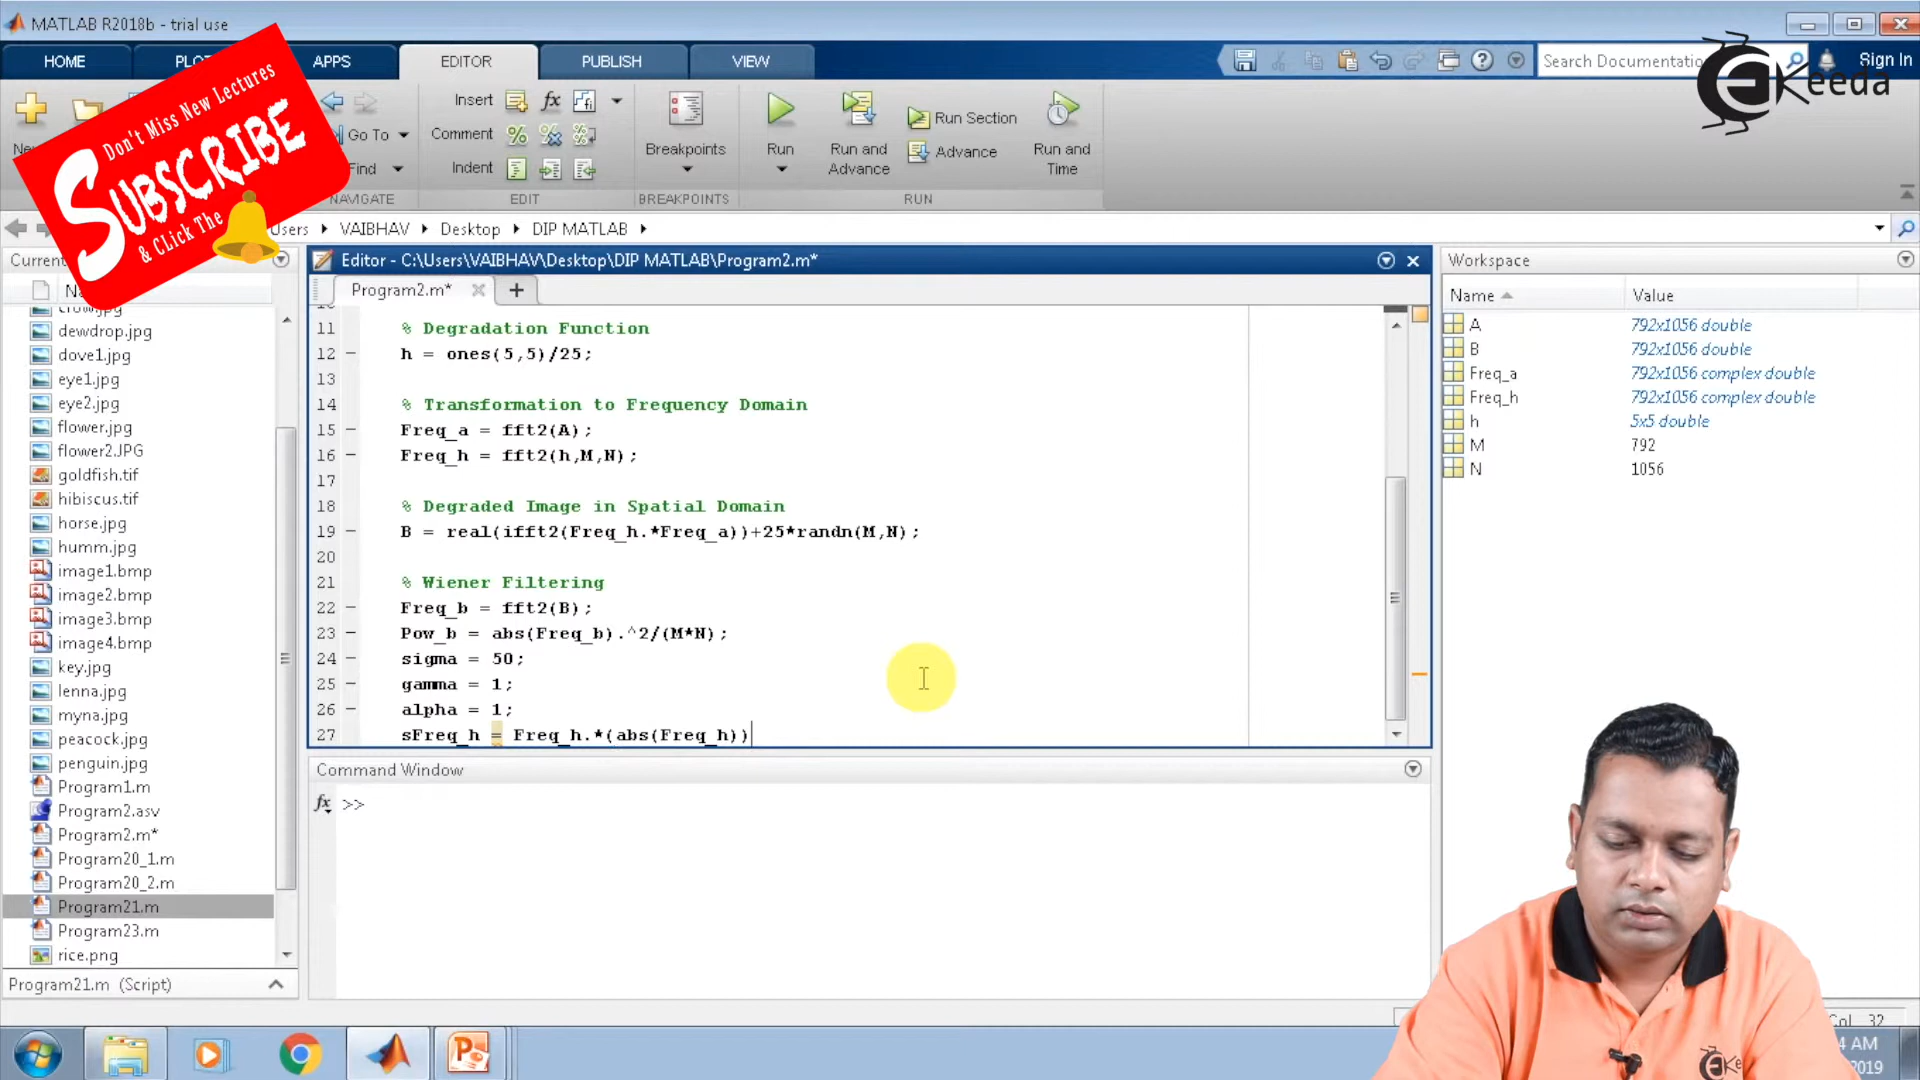 MATLAB R2018b - trial use
HOME
APPS
EDITOR
PUBLISH
VIEW
Search Documentation
Sign In
Keeda
Don't Miss New Lectures
SUBSCRIBE
& Click The
Insert
fx
Comment
Indent
Go To
Find
Breakpoints
Run
Run and Advance
Run Section
Advance
Run and Time
NAVIGATE
EDIT
BREAKPOINTS
RUN
VAIBHAV
Desktop
DIP MATLAB
Editor - C:\Users\VAIBHAV\Desktop\DIP MATLAB\Program2.m*
Program2.m*
11 % Degradation Function
12 - h = ones(5,5)/25;
13
14 % Transformation to Frequency Domain
15 - Freq_a = fft2(A);
16 - Freq_h = fft2(h,M,N);
17
18 % Degraded Image in Spatial Domain
19 - B = real(ifft2(Freq_h.*Freq_a))+25*randn(M,N);
20
21 % Wiener Filtering
22 - Freq_b = fft2(B);
23 - Pow_b = abs(Freq_b).^2/(M*N);
24 - sigma = 50;
25 - gamma = 1;
26 - alpha = 1;
27 sFreq_h = Freq_h.*(abs(Freq_h))
Command Window
fx >>
dewdrop.jpg
dove1.jpg
eye1.jpg
eye2.jpg
flower.jpg
flower2.JPG
goldfish.tif
hibiscus.tif
horse.jpg
humm.jpg
image1.bmp
image2.bmp
image3.bmp
image4.bmp
key.jpg
lenna.jpg
myna.jpg
peacock.jpg
penguin.jpg
Program1.m
Program2.asv
Program2.m*
Program20_1.m
Program20_2.m
Program21.m
Program23.m
rice.png
Program21.m (Script)
Workspace
Name Value
A 792x1056 double
B 792x1056 double
Freq_a 792x1056 complex double
Freq_h 792x1056 complex double
h 5x5 double
M 792
N 1056